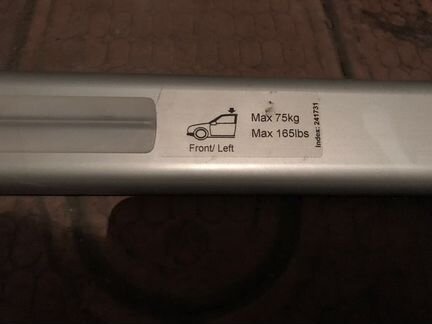 Max 75kg
Max 165lbs
Front/ Left
Index: 241731